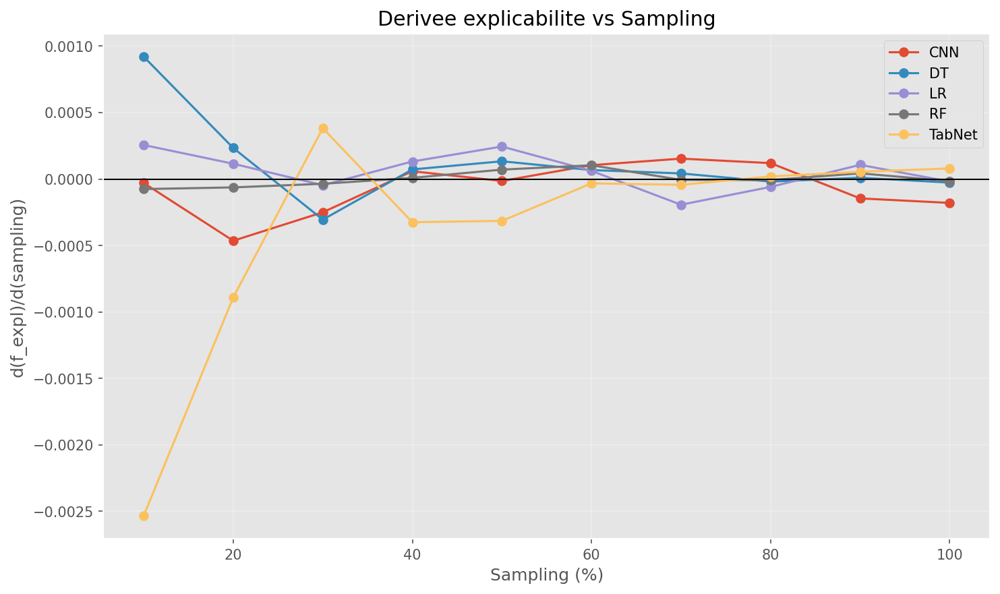 Derivee explicabilite vs Sampling
CNN
DT
LR
RF
TabNet
0.0010
0.0005
0.0000
−0.0005
−0.0010
−0.0015
−0.0020
−0.0025
d(f_expl)/d(sampling)
20
40
60
80
100
Sampling (%)